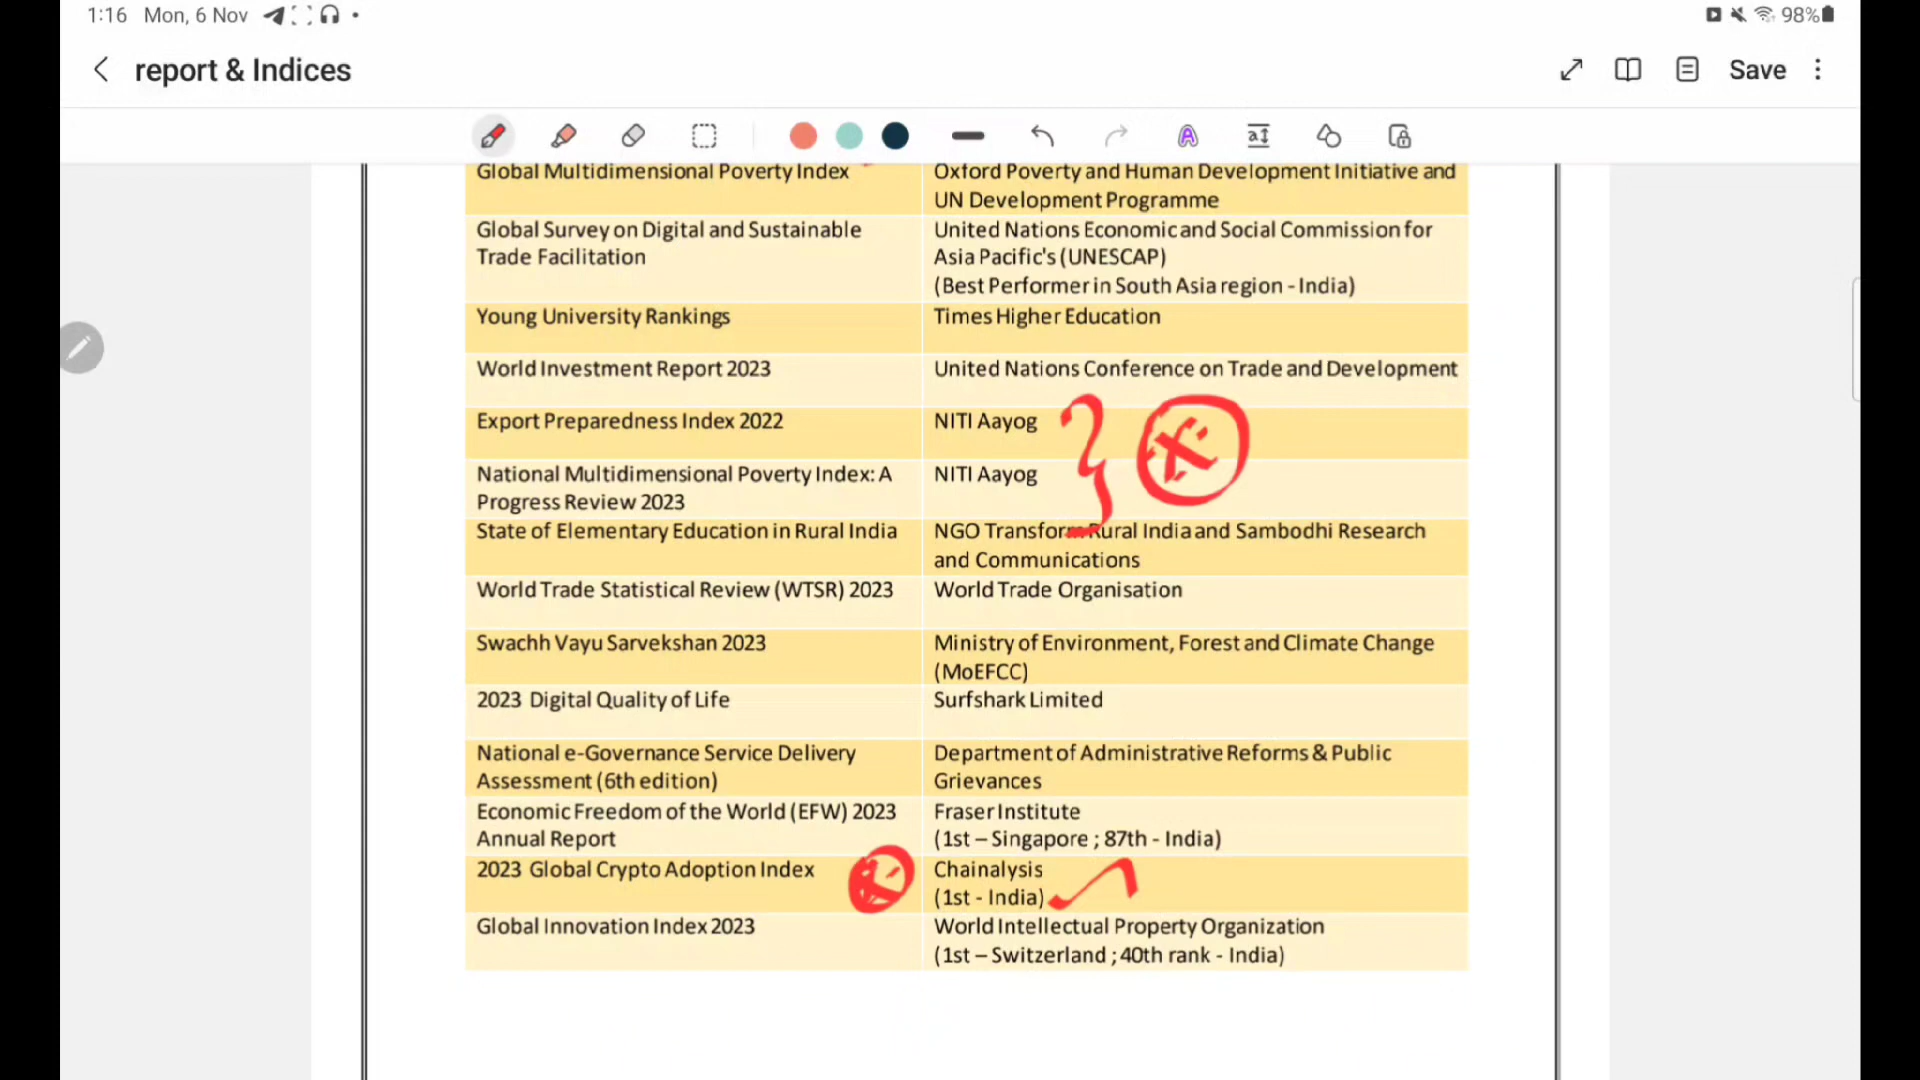 1:16 Mon, 6 Nov
98%
report & Indices
Save
Global Multidimensional Poverty Index
Oxford Poverty and Human Development Initiative and
UN Development Programme
Global Survey on Digital and Sustainable
Trade Facilitation
United Nations Economic and Social Commission for
Asia Pacific's (UNESCAP)
(Best Performer in South Asia region - India)
Young University Rankings
Times Higher Education
World Investment Report 2023
United Nations Conference on Trade and Development
Export Preparedness Index 2022
NITI Aayog
National Multidimensional Poverty Index: A
Progress Review 2023
NITI Aayog
State of Elementary Education in Rural India
NGO Transform Rural India and Sambodhi Research
and Communications
World Trade Statistical Review (WTSR) 2023
World Trade Organisation
Swachh Vayu Sarvekshan 2023
Ministry of Environment, Forest and Climate Change
(MoEFCC)
2023 Digital Quality of Life
Surfshark Limited
National e-Governance Service Delivery
Assessment (6th edition)
Department of Administrative Reforms & Public
Grievances
Economic Freedom of the World (EFW) 2023
Annual Report
Fraser Institute
(1st – Singapore ; 87th - India)
2023 Global Crypto Adoption Index
Chainalysis
(1st - India)
Global Innovation Index 2023
World Intellectual Property Organization
(1st – Switzerland ; 40th rank - India)